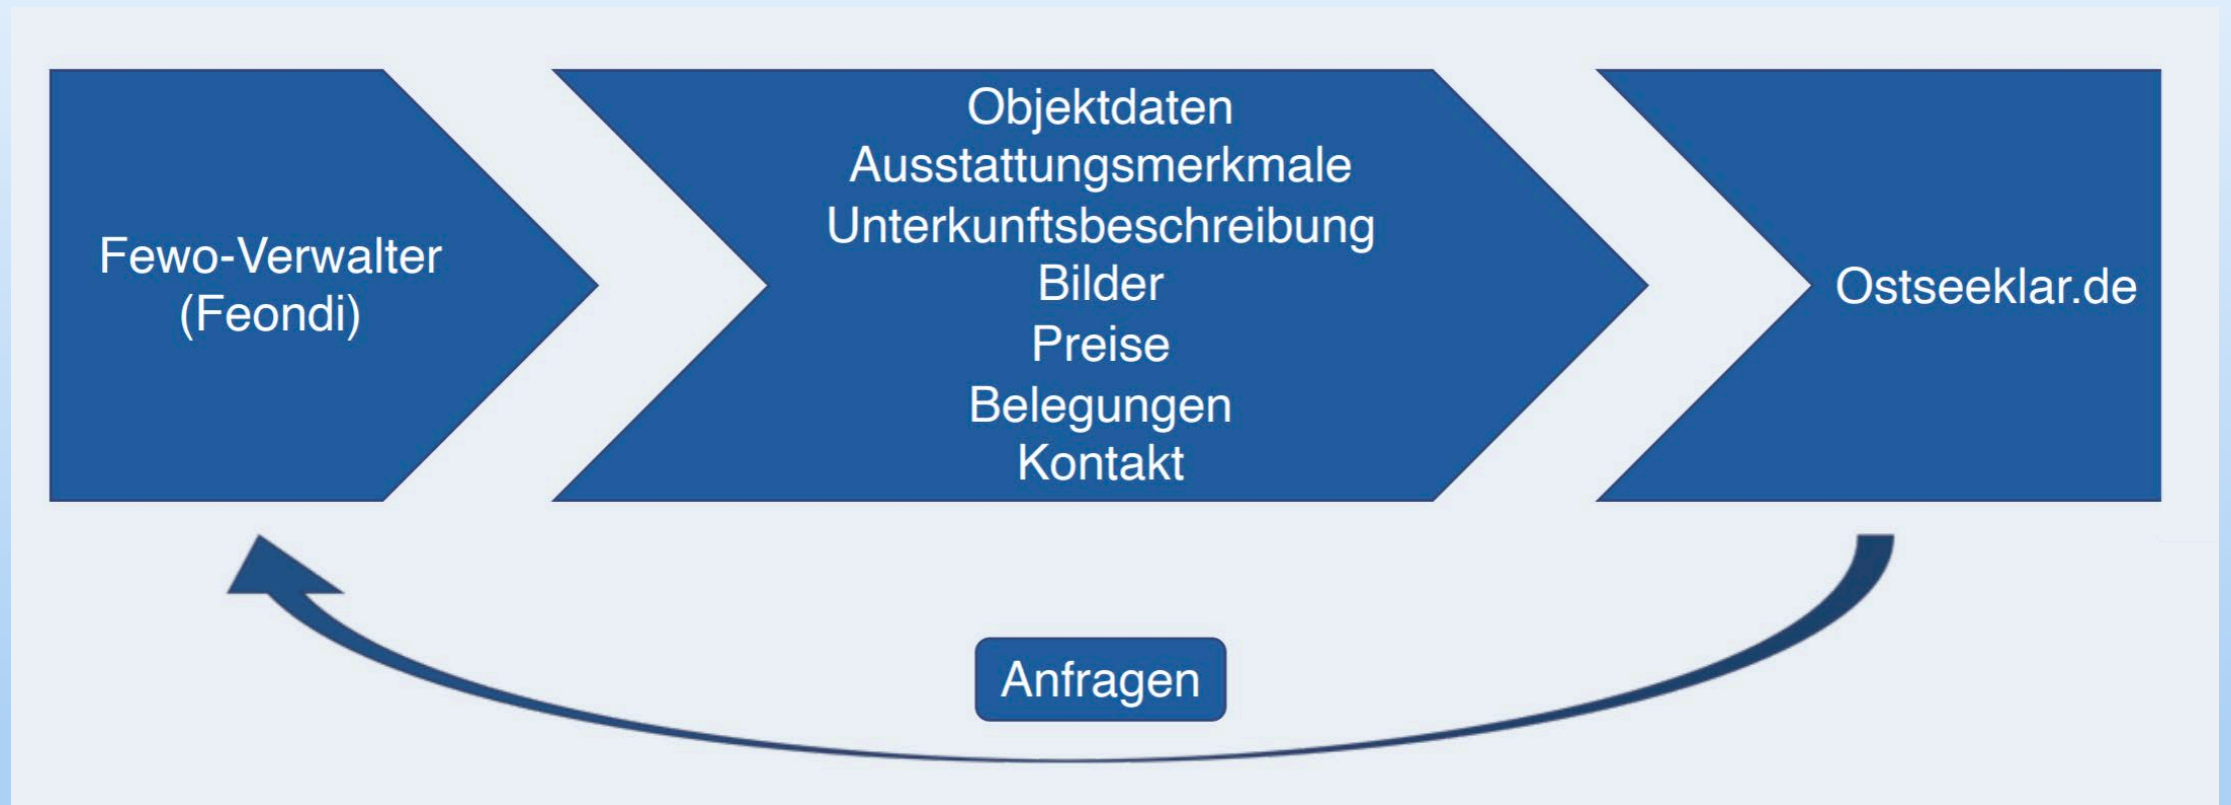 Fewo-Verwalter
(Feondi)
Objektdaten
Ausstattungsmerkmale
Unterkunftsbeschreibung
Bilder
Preise
Belegungen
Kontakt
Ostseeklar.de
Anfragen